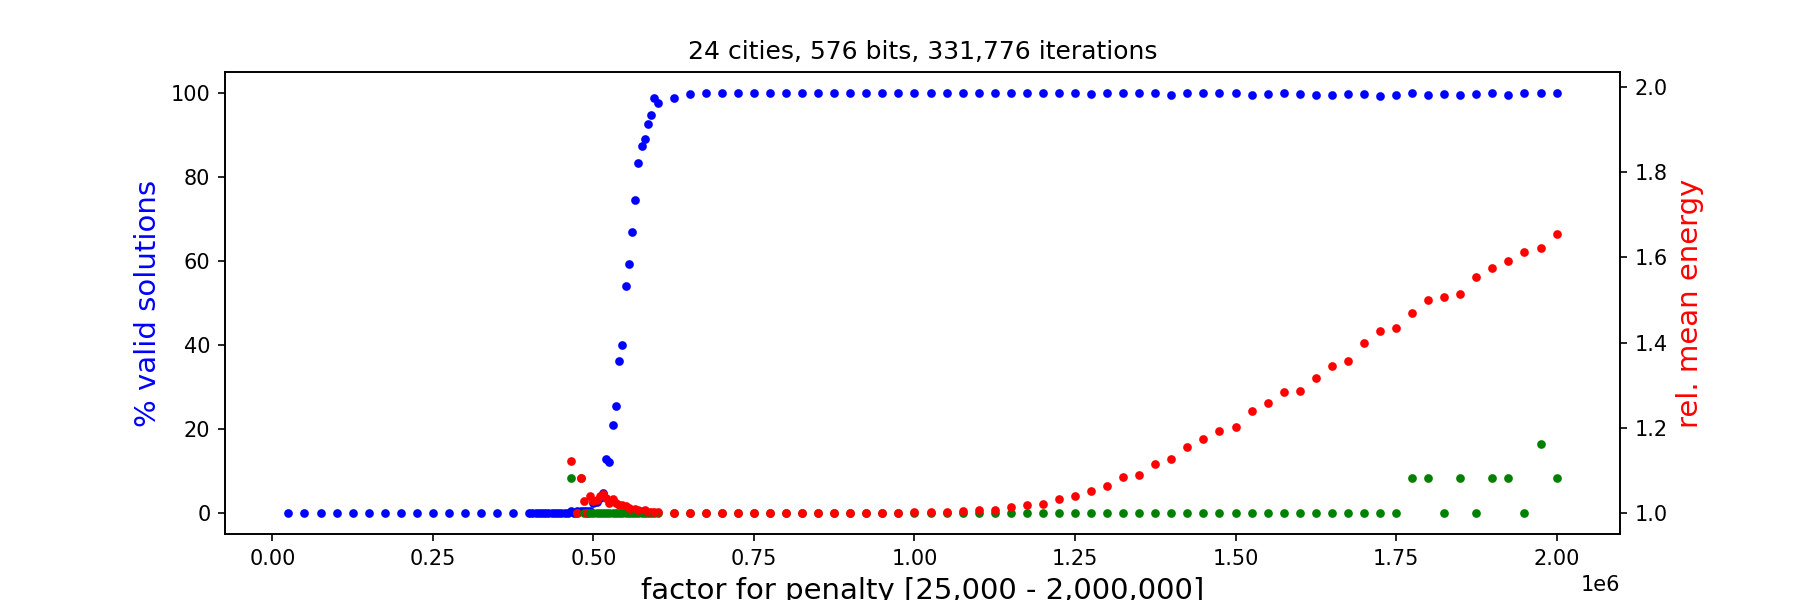 24 cities, 576 bits, 331,776 iterations
% valid solutions
100
80
60
40
20
0
2.0
1.8
1.6
1.4
1.2
1.0
rel. mean energy
0.00 0.25 0.50 0.75 1.00 1.25 1.50 1.75 2.00
1e6
factor for penalty [25,000 - 2,000,000]